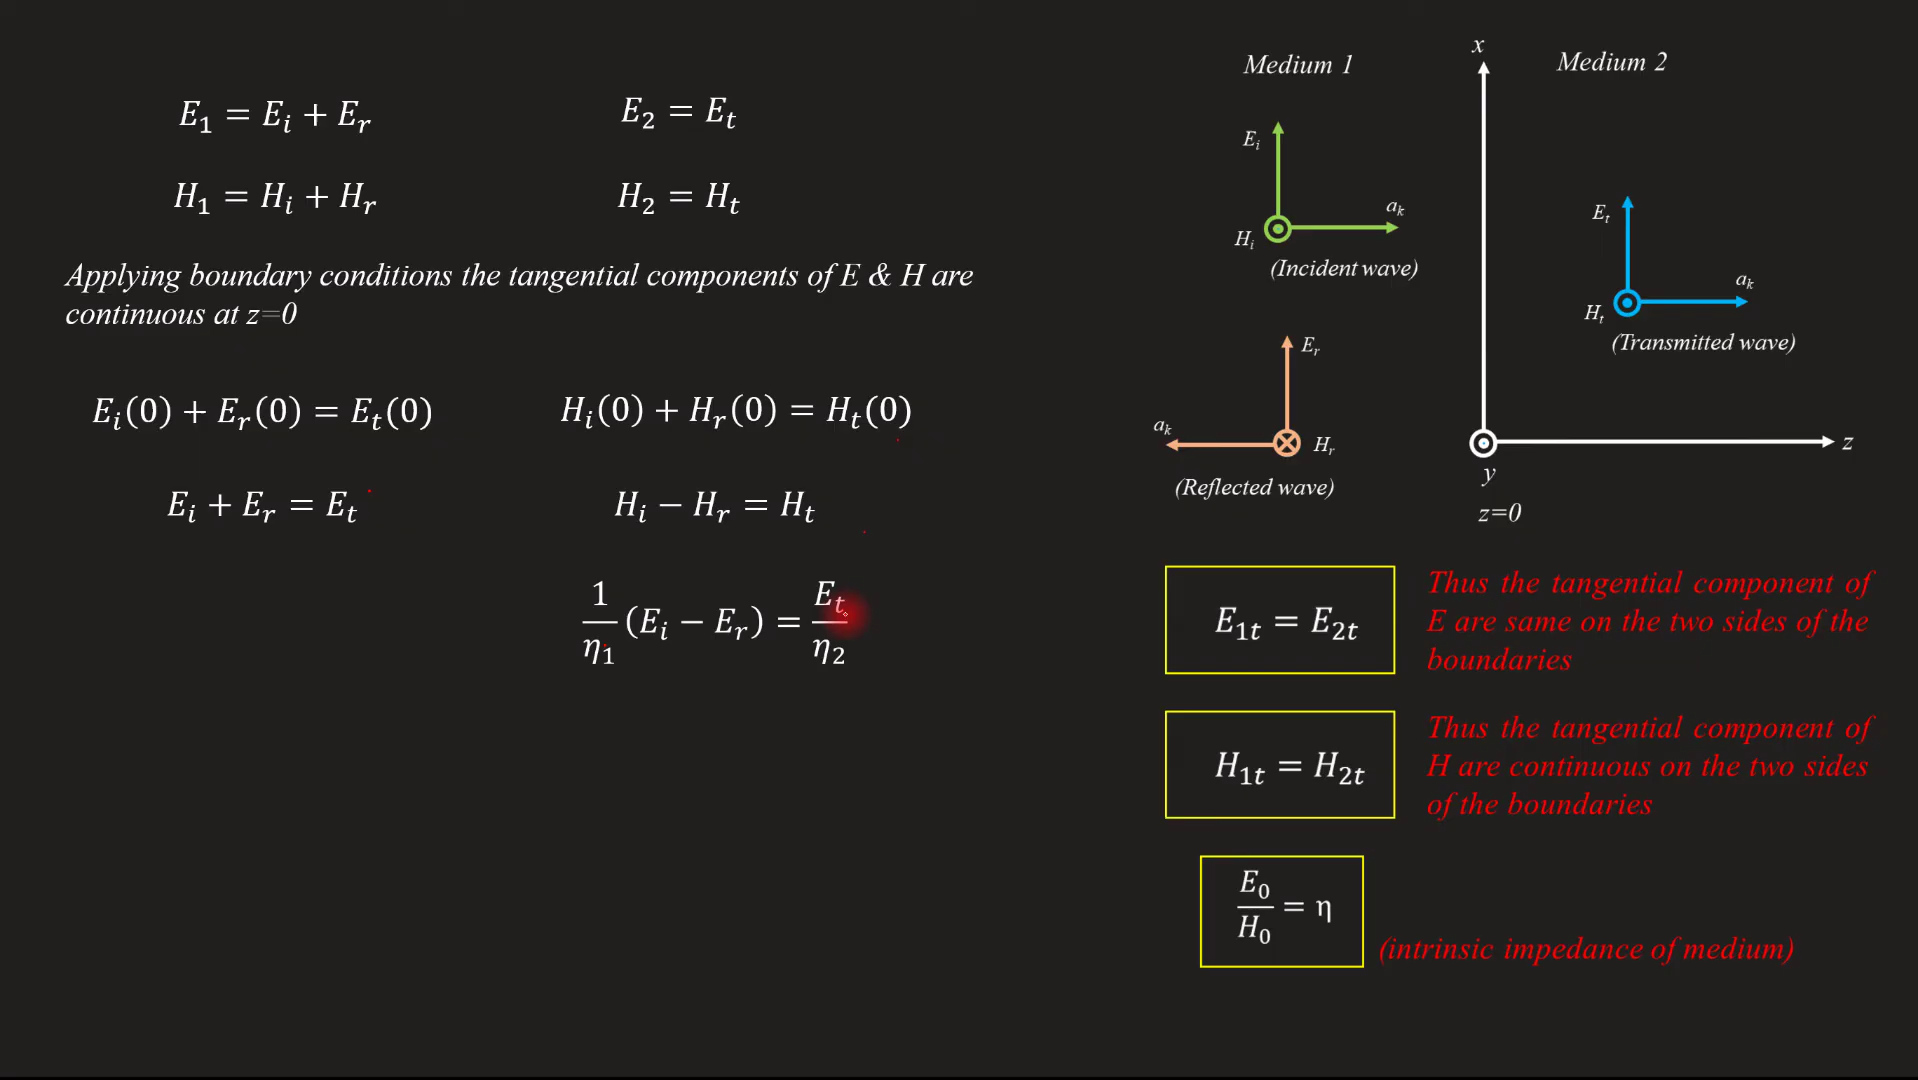 E₁ = Eᵢ + Eᵣ
E₂ = Eₜ
H₁ = Hᵢ + Hᵣ
H₂ = Hₜ
Applying boundary conditions the tangential components of E & H are
continuous at z=0
Eᵢ(0) + Eᵣ(0) = Eₜ(0)
Hᵢ(0) + Hᵣ(0) = Hₜ(0)
Eᵢ + Eᵣ = Eₜ
Hᵢ − Hᵣ = Hₜ
1/η₁ (Eᵢ − Eᵣ) = Eₜ/η₂
Medium 1
x
Medium 2
Eᵢ
aₖ
Hᵢ
(Incident wave)
Eₜ
aₖ
Hₜ
(Transmitted wave)
Eᵣ
aₖ
Hᵣ
(Reflected wave)
z
y
z=0
E₁ₜ = E₂ₜ
Thus the tangential component of
E are same on the two sides of the
boundaries
H₁ₜ = H₂ₜ
Thus the tangential component of
H are continuous on the two sides
of the boundaries
E₀/H₀ = η
(intrinsic impedance of medium)